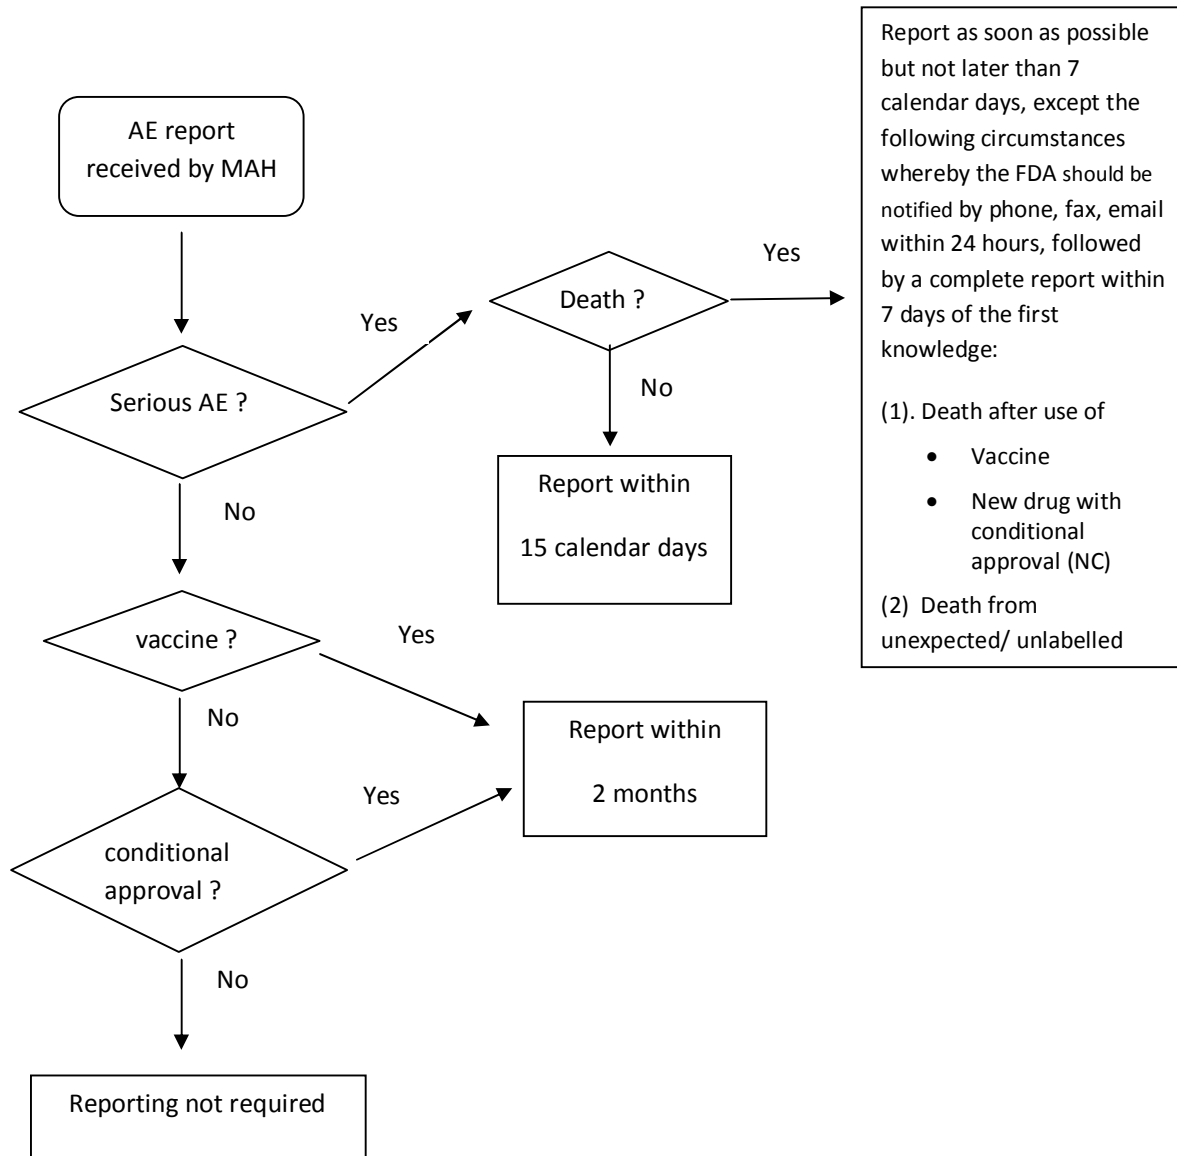 AE report
received by MAH
Serious AE ?
Yes
Death ?
Yes
Report as soon as possible
but not later than 7
calendar days, except the
following circumstances
whereby the FDA should be
notified by phone, fax, email
within 24 hours, followed
by a complete report within
7 days of the first
knowledge:
(1). Death after use of
• Vaccine
• New drug with
conditional
approval (NC)
(2) Death from
unexpected/ unlabelled
No
Report within
15 calendar days
No
vaccine ?
Yes
Report within
2 months
No
conditional
approval ?
Yes
No
Reporting not required